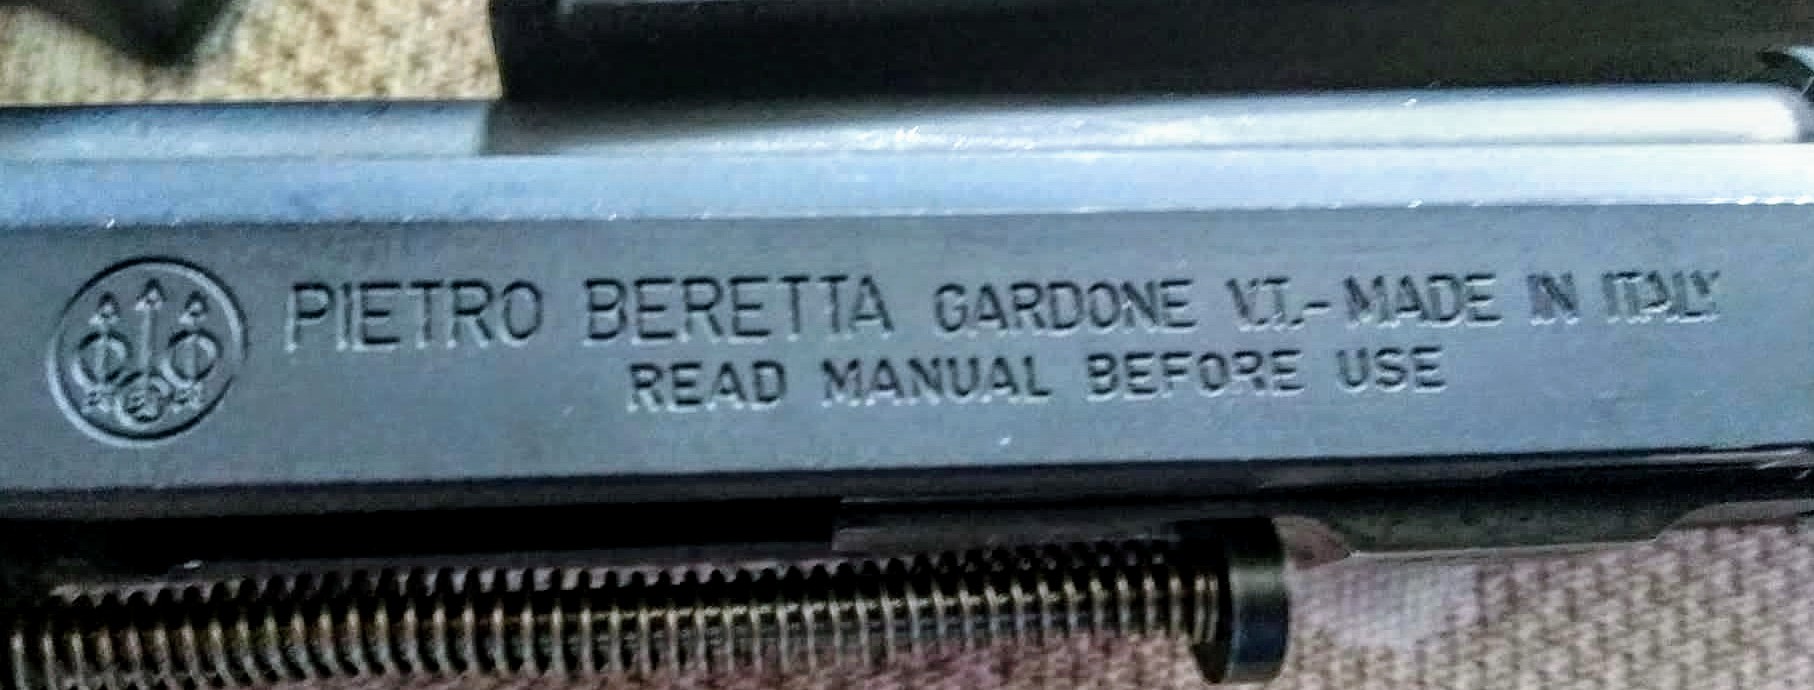 PIETRO BERETTA GARDONE V.T.-MADE IN ITALY
READ MANUAL BEFORE USE